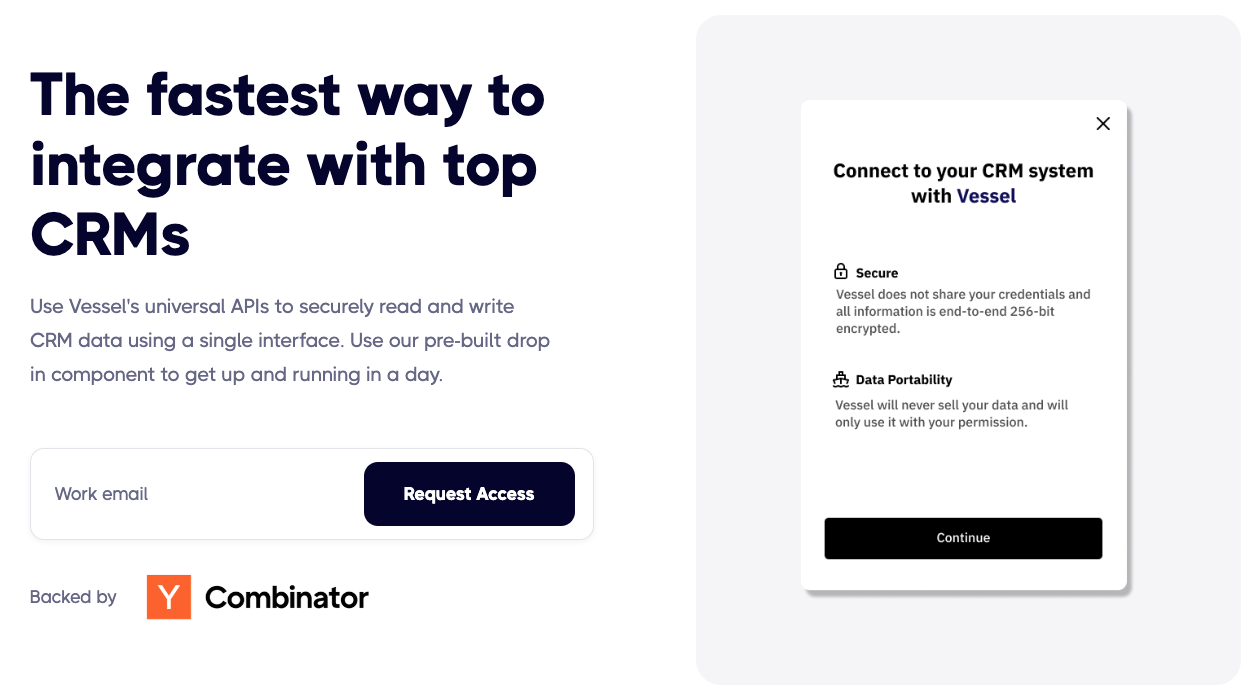 The fastest way to
integrate with top
CRMs
Use Vessel's universal APIs to securely read and write
CRM data using a single interface. Use our pre-built drop
in component to get up and running in a day.
Work email
Request Access
Backed by
Y Combinator
Connect to your CRM system
with Vessel
Secure
Vessel does not share your credentials and
all information is end-to-end 256-bit
encrypted.
Data Portability
Vessel will never sell your data and will
only use it with your permission.
Continue